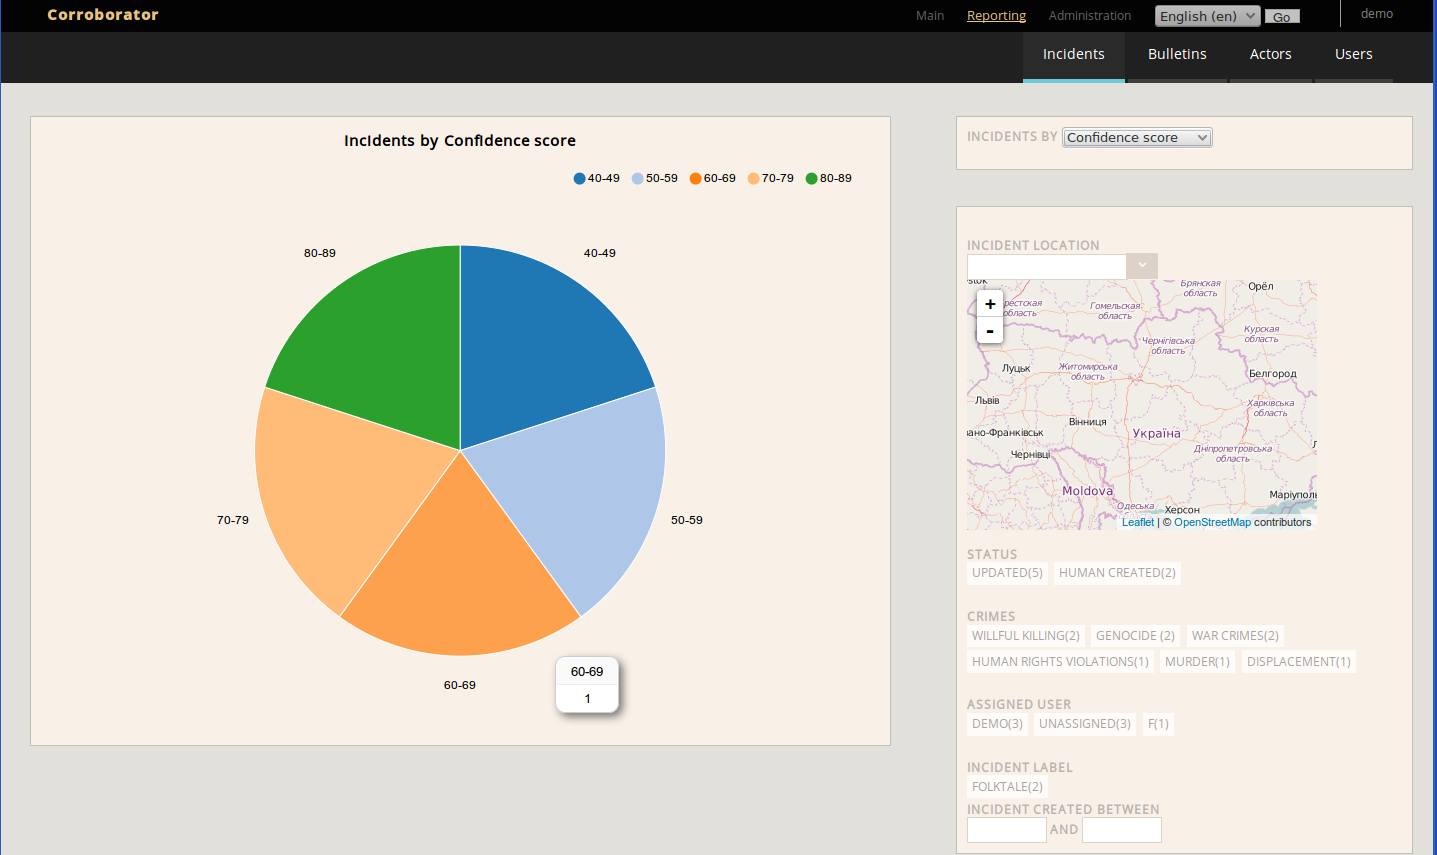 Corroborator
Main Reporting Administration English (en) Go demo
Incidents Bulletins Actors Users
Incidents by Confidence score
40-49 50-59 60-69 70-79 80-89
80-89
40-49
70-79
50-59
60-69
60-69
1
INCIDENTS BY Confidence score
INCIDENT LOCATION
+
-
Брянская
область
Орёл
область
Гомельская
область
Курская
область
Чернігівська
область
Луцьк
Житомирська
область
Белгород
Львів
Харківська
область
Вінниця
Україна
Чернівці
Дніпропетровська
область
Moldova
Одеська
Херсон
Leaflet | © OpenStreetMap contributors
STATUS
UPDATED(5) HUMAN CREATED(2)
CRIMES
WILLFUL KILLING(2) GENOCIDE (2) WAR CRIMES(2)
HUMAN RIGHTS VIOLATIONS(1) MURDER(1) DISPLACEMENT(1)
ASSIGNED USER
DEMO(3) UNASSIGNED(3) F(1)
INCIDENT LABEL
FOLKTALE(2)
INCIDENT CREATED BETWEEN
AND